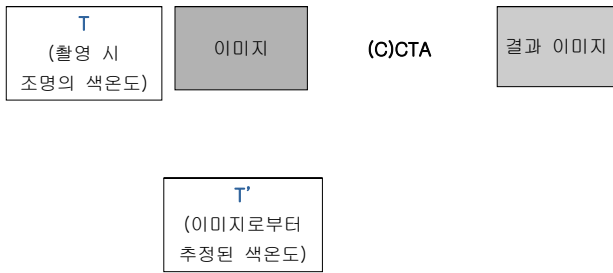 T
(촬영 시
조명의 색온도)
이미지
(C)CTA
결과 이미지
T'
(이미지로부터
추정된 색온도)